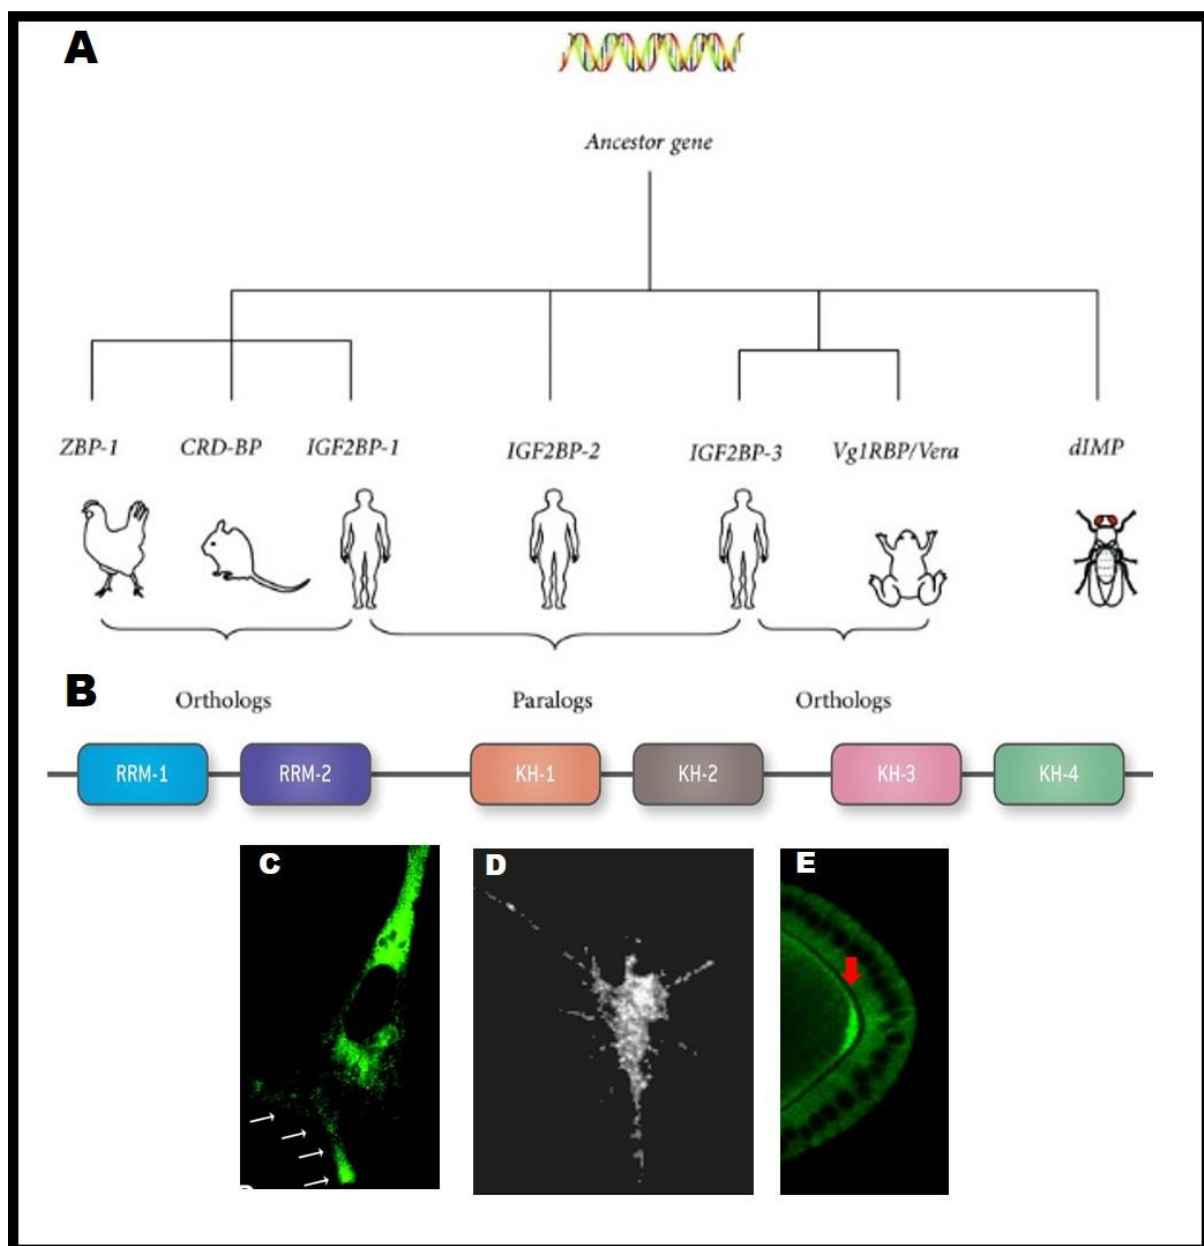 A
Ancestor gene
ZBP-1 CRD-BP IGF2BP-1 IGF2BP-2 IGF2BP-3 Vg1RBP/Vera dIMP
B
Orthologs Paralogs Orthologs
RRM-1 RRM-2 KH-1 KH-2 KH-3 KH-4
C D E